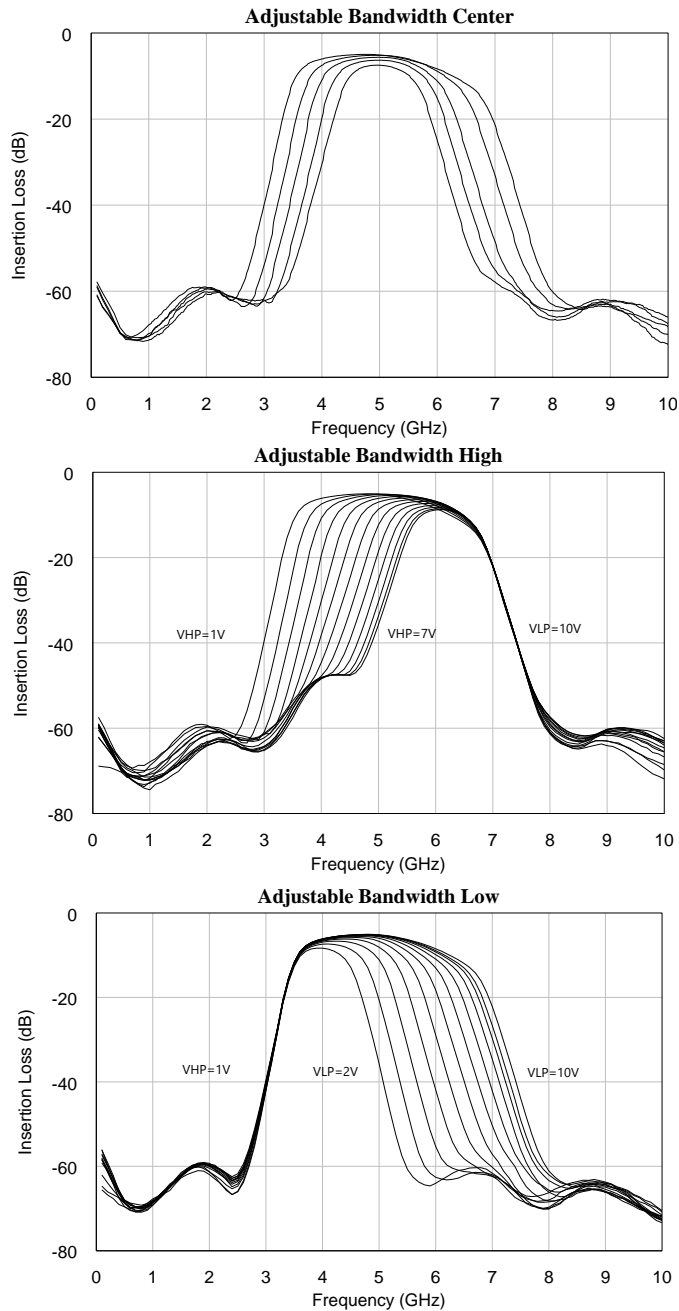 Adjustable Bandwidth Center
0
-20
-40
-60
-80
Insertion Loss (dB)
0 1 2 3 4 5 6 7 8 9 10
Frequency (GHz)
Adjustable Bandwidth High
0
-20
-40
-60
-80
Insertion Loss (dB)
VHP=1V VHP=7V VLP=10V
0 1 2 3 4 5 6 7 8 9 10
Frequency (GHz)
Adjustable Bandwidth Low
0
-20
-40
-60
-80
Insertion Loss (dB)
VHP=1V VLP=2V VLP=10V
0 1 2 3 4 5 6 7 8 9 10
Frequency (GHz)